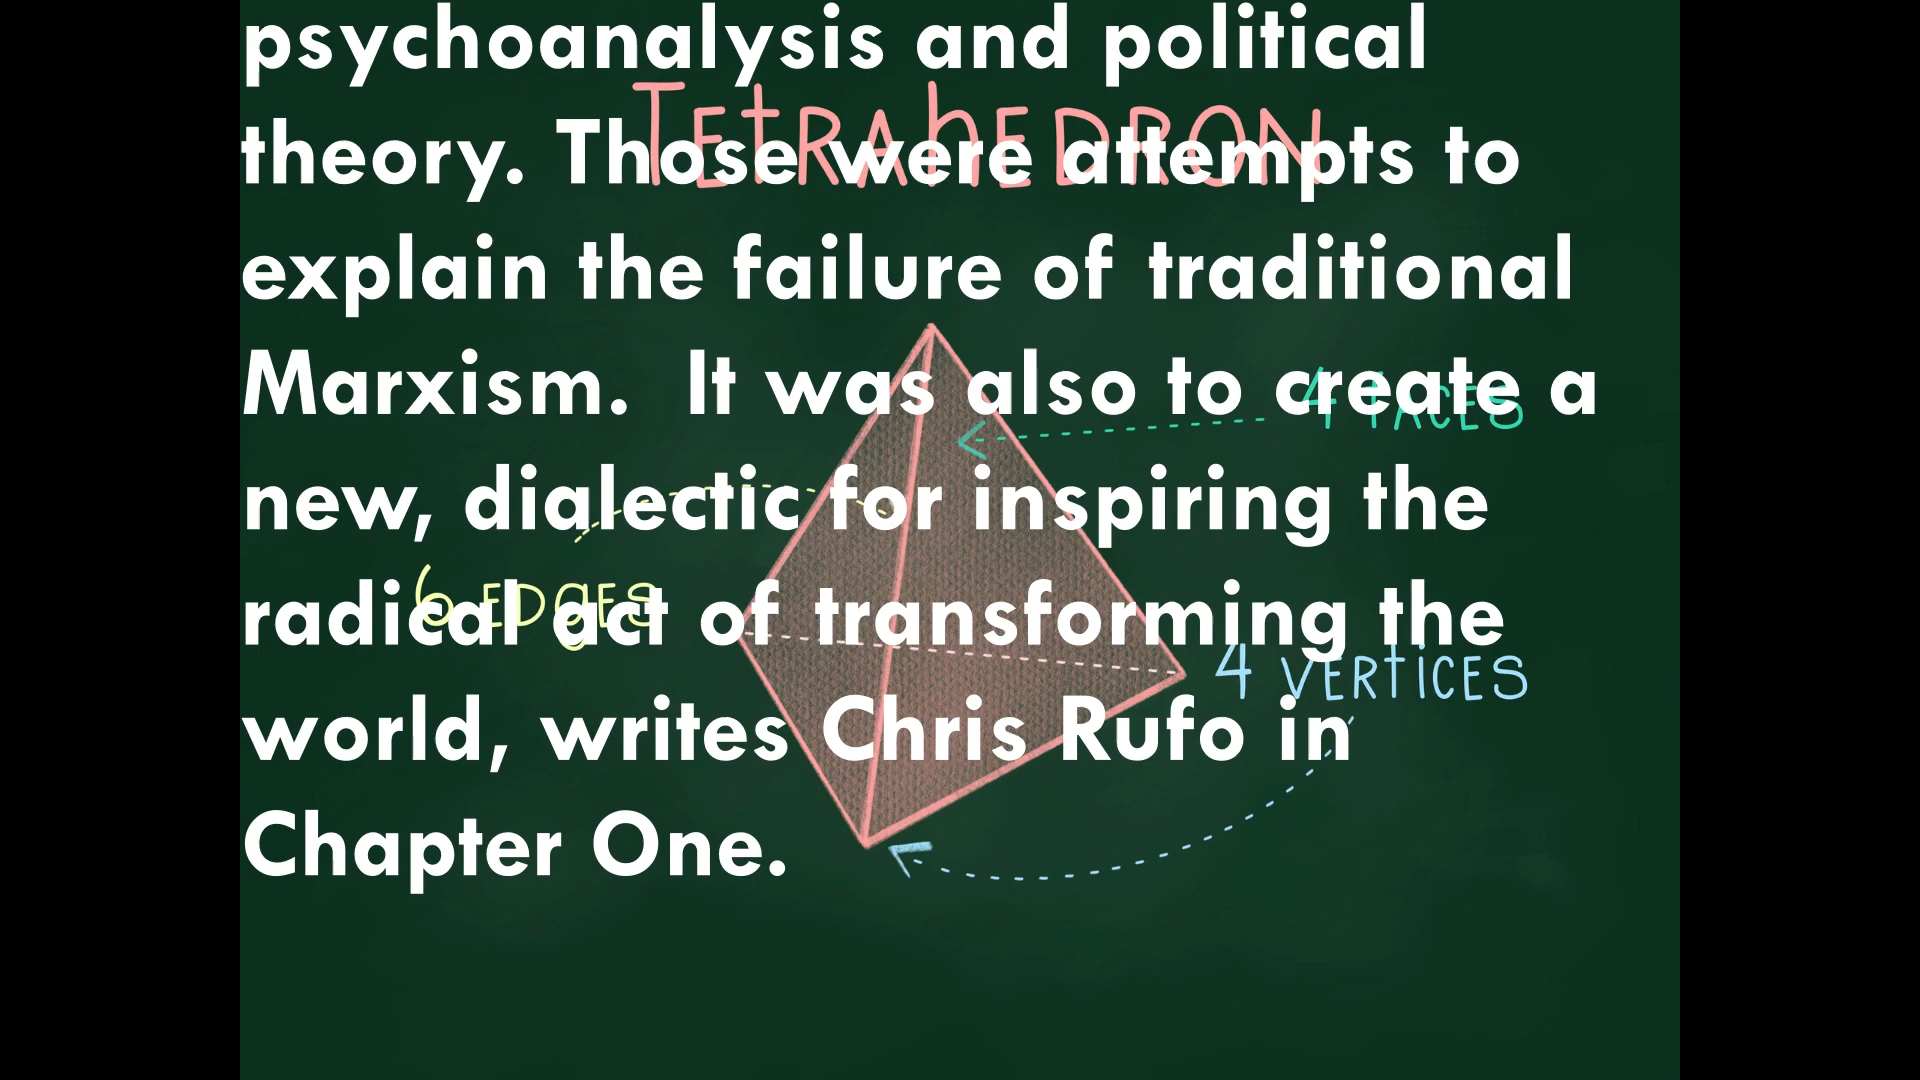 psychoanalysis and political
TETRAHEDRON
theory. Those were attempts to
explain the failure of traditional
Marxism.  It was also to create a
4 FACES
new, dialectic for inspiring the
6 EDGES
radical act of transforming the
4 VERTICES
world, writes Chris Rufo in
Chapter One.